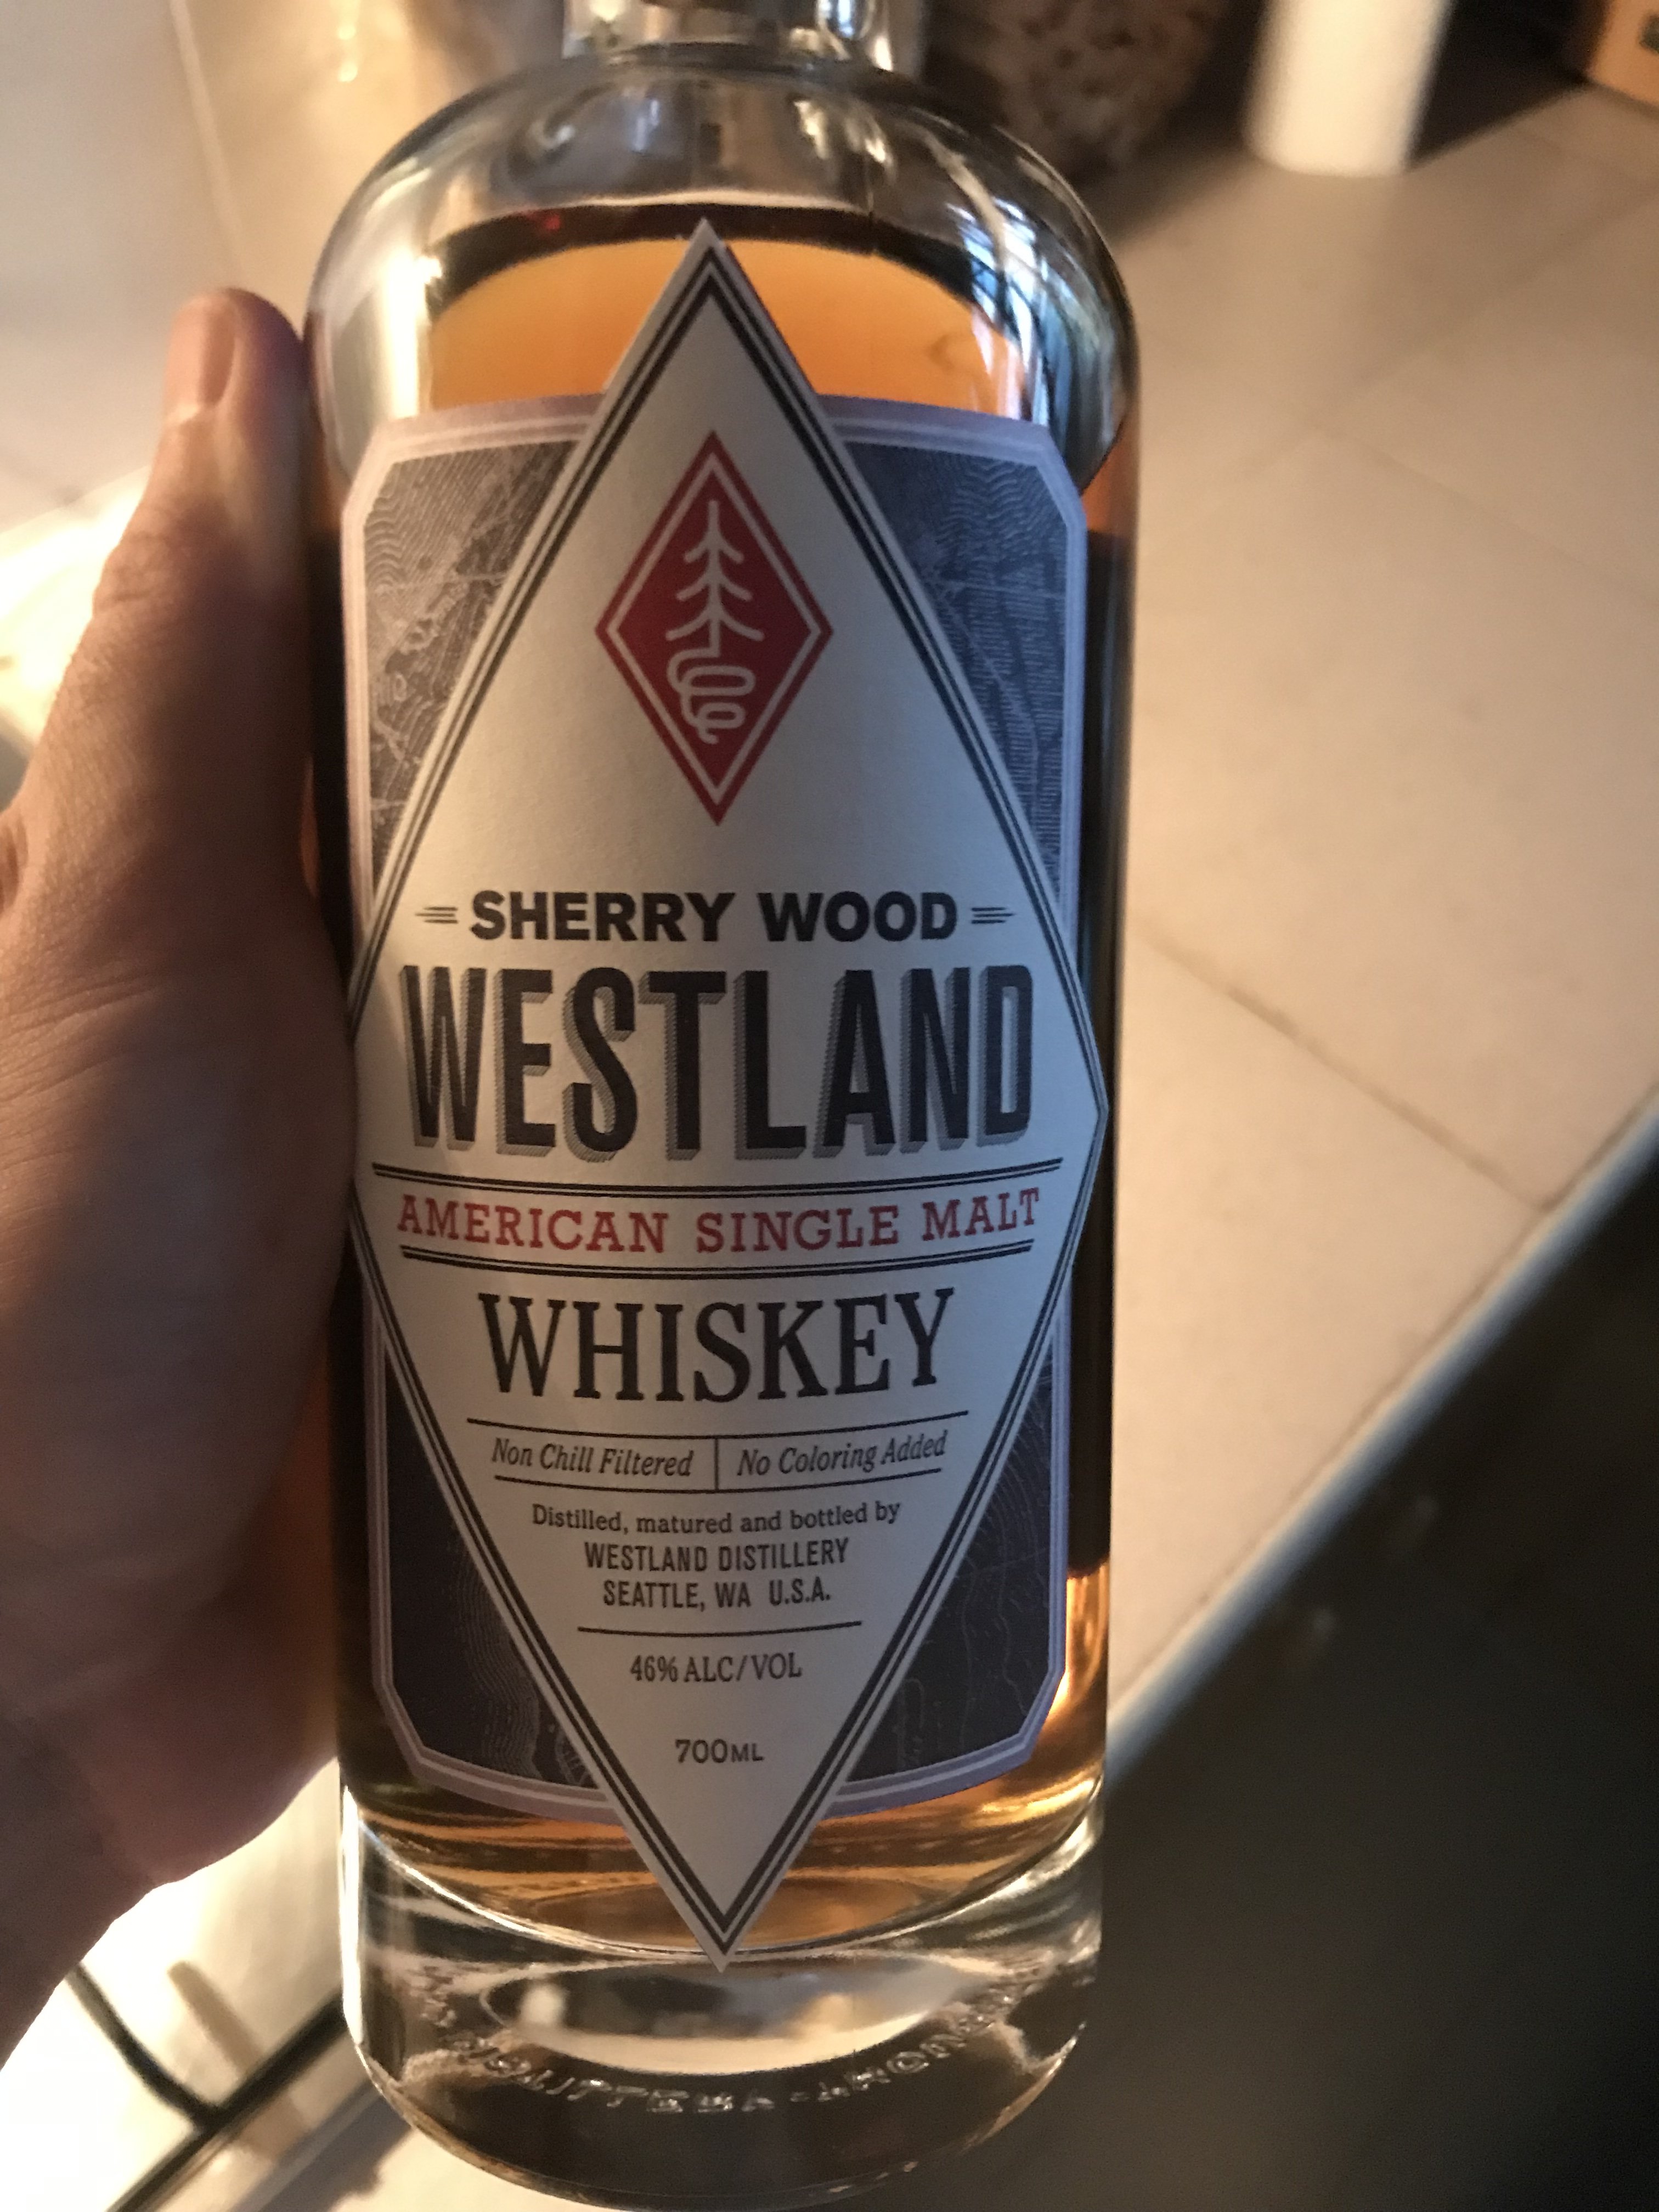 SHERRY WOOD
WESTLAND
AMERICAN SINGLE MALT
WHISKEY
Non Chill Filtered | No Coloring Added
Distilled, matured and bottled by
WESTLAND DISTILLERY
SEATTLE, WA U.S.A.
46% ALC/VOL
700ML